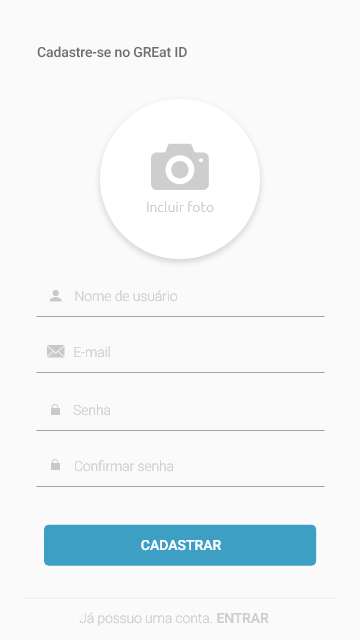 Cadastre-se no GREat ID
Incluir foto
Nome de usuário
E-mail
Senha
Confirmar senha
CADASTRAR
Já possuo uma conta. ENTRAR